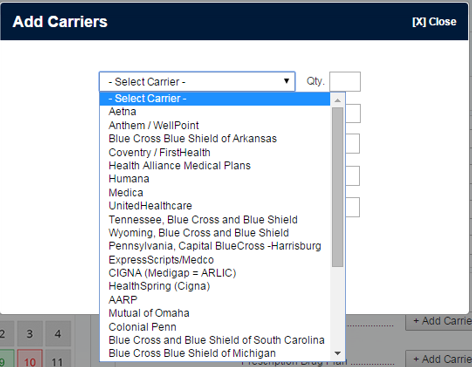 Add Carriers [X] Close
- Select Carrier - Qty.
- Select Carrier -
Aetna
Anthem / WellPoint
Blue Cross Blue Shield of Arkansas
Coventry / FirstHealth
Health Alliance Medical Plans
Humana
Medica
UnitedHealthcare
Tennessee, Blue Cross and Blue Shield
Wyoming, Blue Cross and Blue Shield
Pennsylvania, Capital BlueCross -Harrisburg
ExpressScripts/Medco
CIGNA (Medigap = ARLIC)
HealthSpring (Cigna)
AARP
Mutual of Omaha
Colonial Penn
Blue Cross and Blue Shield of South Carolina
Blue Cross Blue Shield of Michigan
2 3 4 + Add Carrie
9 10 11 Prescription Drug Plan + Add Carrie